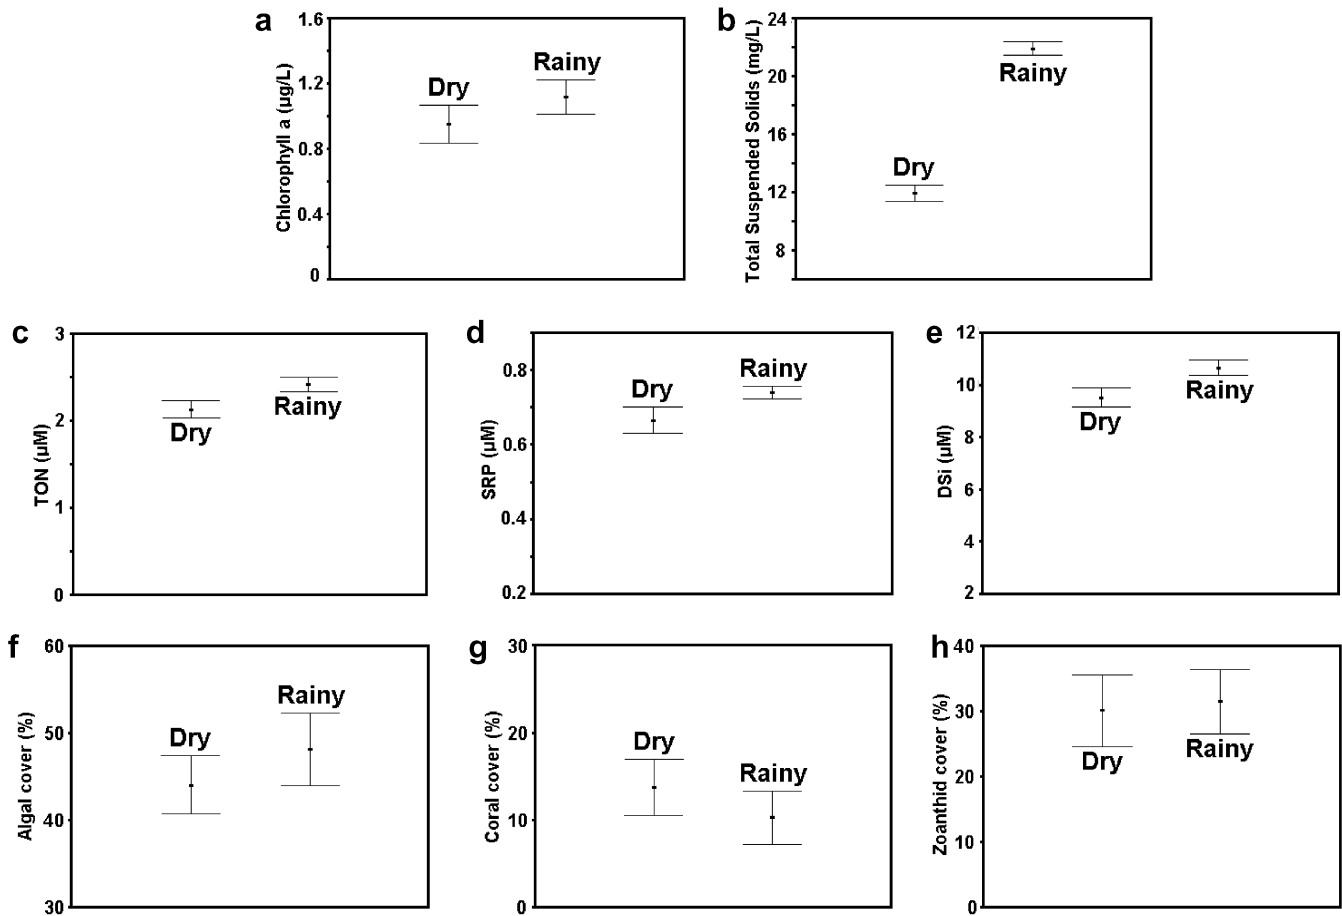 a
Chlorophyll a (µg/L)
1.6
1.2
0.8
0.4
0
Dry
Rainy
b
Total Suspended Solids (mg/L)
24
20
16
12
8
Dry
Rainy
c
TON (µM)
3
2
1
0
Dry
Rainy
d
SRP (µM)
0.8
0.6
0.4
0.2
Dry
Rainy
e
DSi (µM)
12
10
8
6
4
2
Dry
Rainy
f
Algal cover (%)
60
50
40
30
Dry
Rainy
g
Coral cover (%)
30
20
10
0
Dry
Rainy
h
Zoanthid cover (%)
40
30
20
10
0
Dry
Rainy